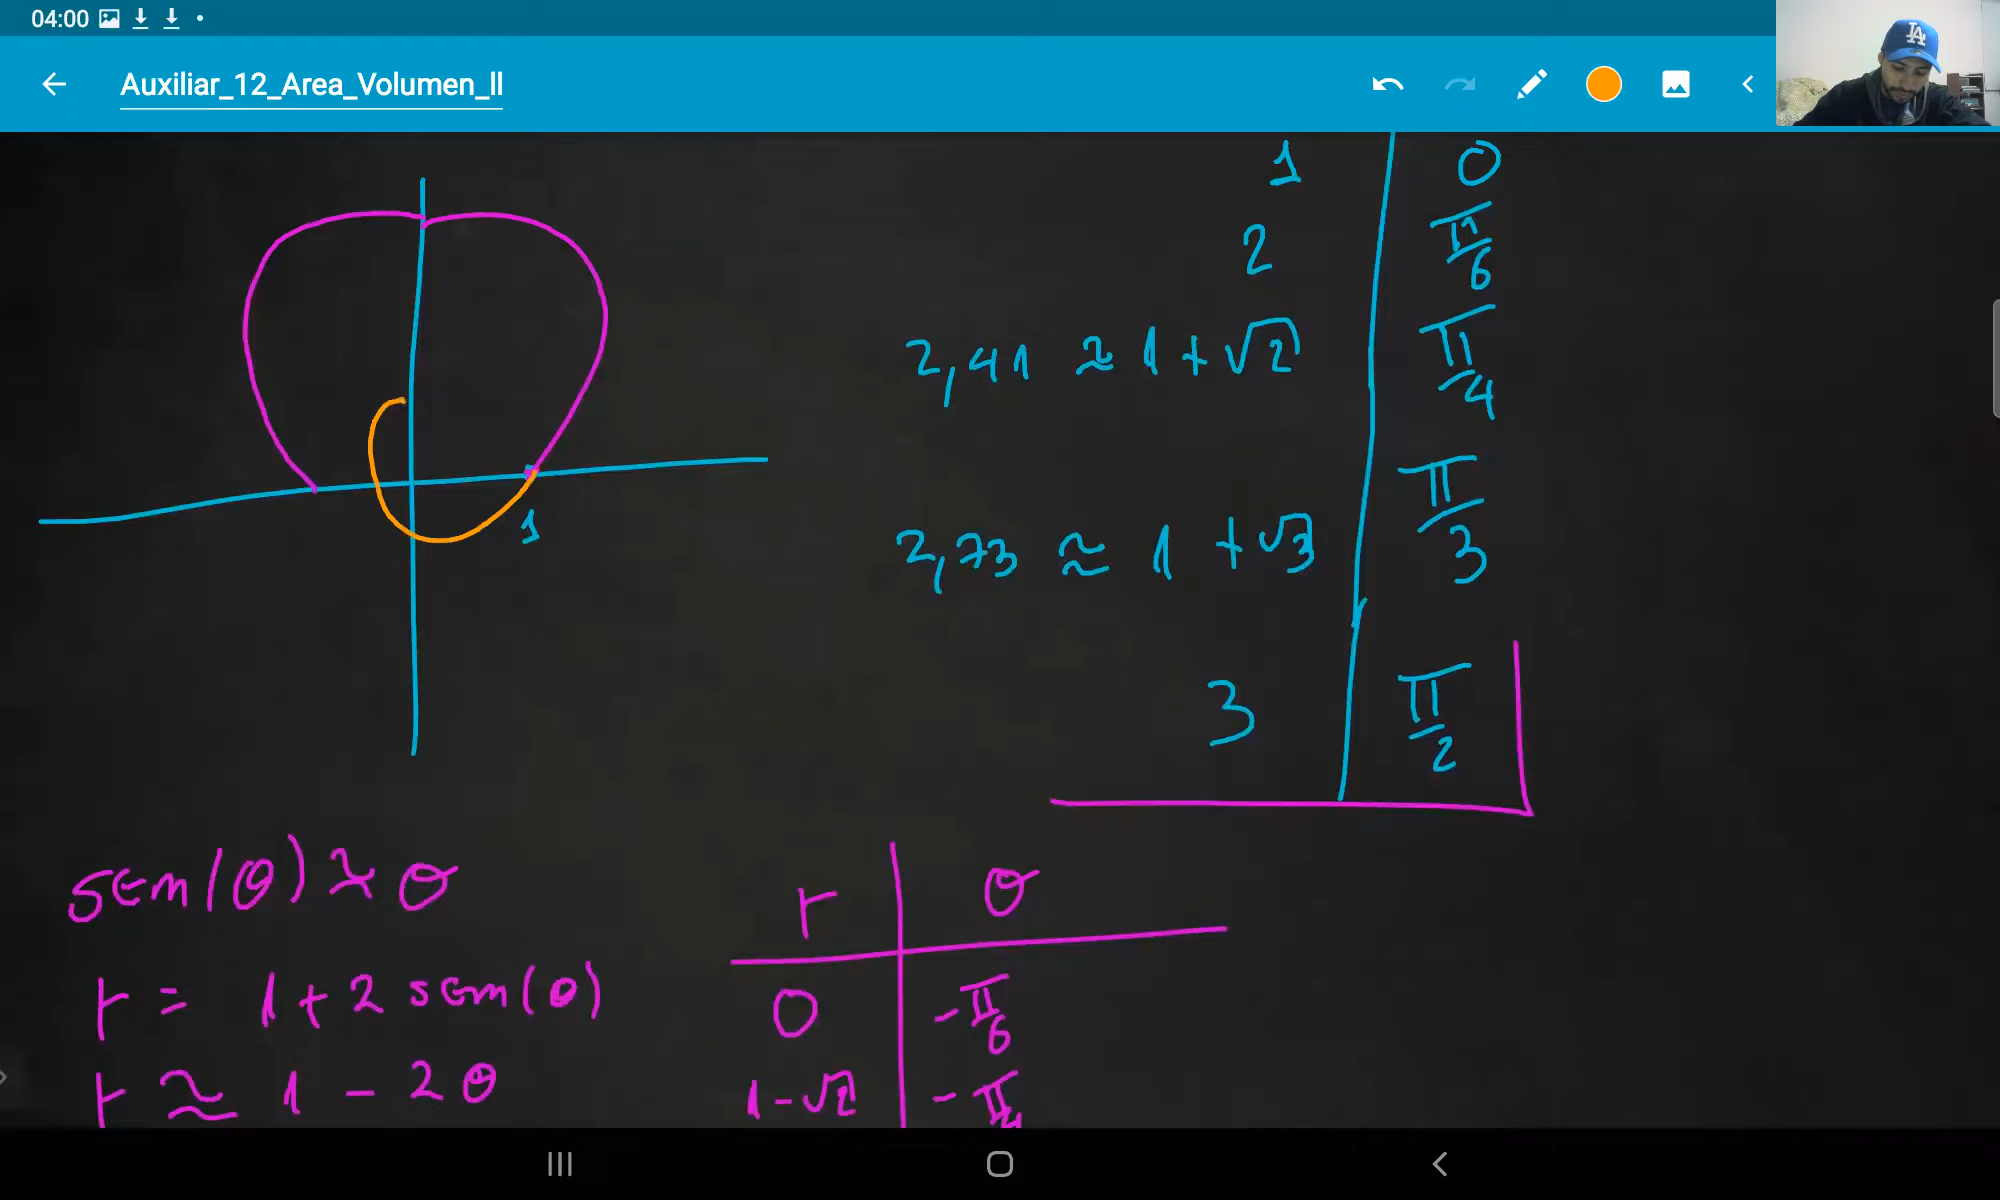 04:00
LA
Auxiliar_12_Area_Volumen_II
1 0
2 π/6
2,41 ≈ 1 + √2 π/4
2,73 ≈ 1 + √3 π/3
3 π/2
1
sen(θ) ≈ θ
r = 1 + 2 sen(θ)
r ≈ 1 - 2θ
r θ
0 -π/6
1 - √2 -π/4